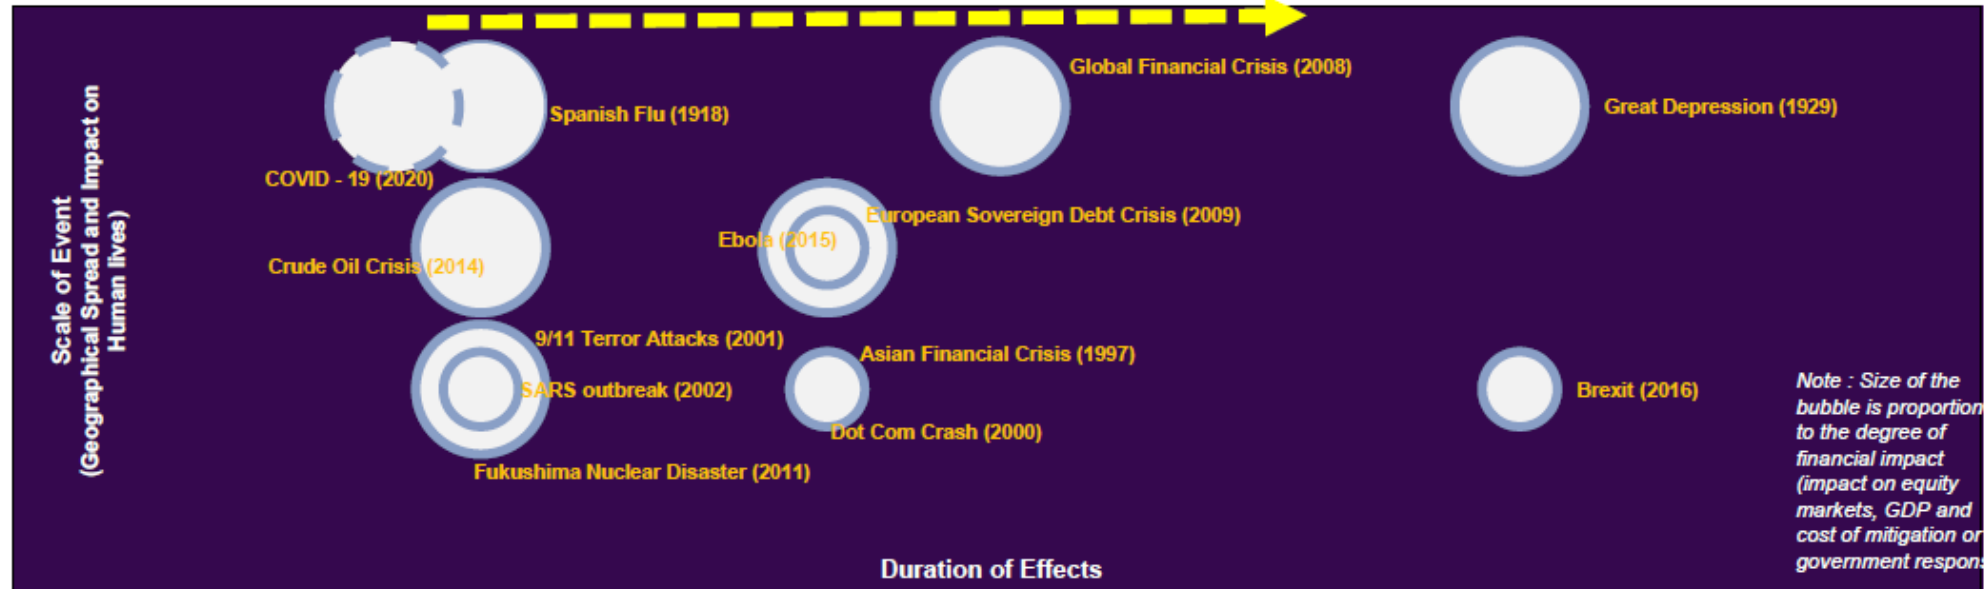 Scale of Event
(Geographical Spread and Impact on
Human lives)
Global Financial Crisis (2008)
Great Depression (1929)
Spanish Flu (1918)
COVID - 19 (2020)
European Sovereign Debt Crisis (2009)
Ebola (2015)
Crude Oil Crisis (2014)
9/11 Terror Attacks (2001)
Asian Financial Crisis (1997)
SARS outbreak (2002)
Brexit (2016)
Dot Com Crash (2000)
Fukushima Nuclear Disaster (2011)
Note : Size of the
bubble is proportion
to the degree of
financial impact
(impact on equity
markets, GDP and
cost of mitigation or
government respons
Duration of Effects